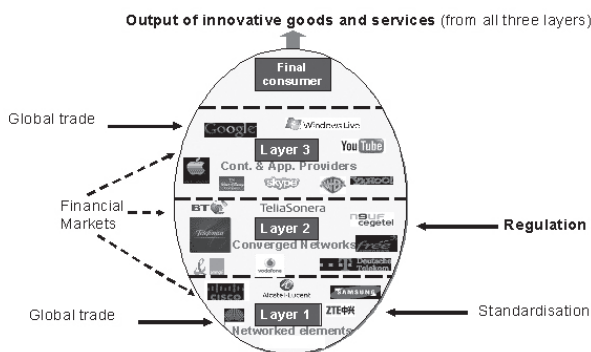 Output of innovative goods and services (from all three layers)
Final
consumer
Global trade
Google
Windows Live
YouTube
Layer 3
Cont. & App. Providers
skype
YAHOO!
BT
TeliaSonera
Financial
Markets
Layer 2
neuf
cegetel
Regulation
Converged Networks
free
vodafone
Deutsche
Telekom
CISCO
Alcatel-Lucent
SAMSUNG
Global trade
Layer 1
ZTE中兴
Standardisation
Networked elements